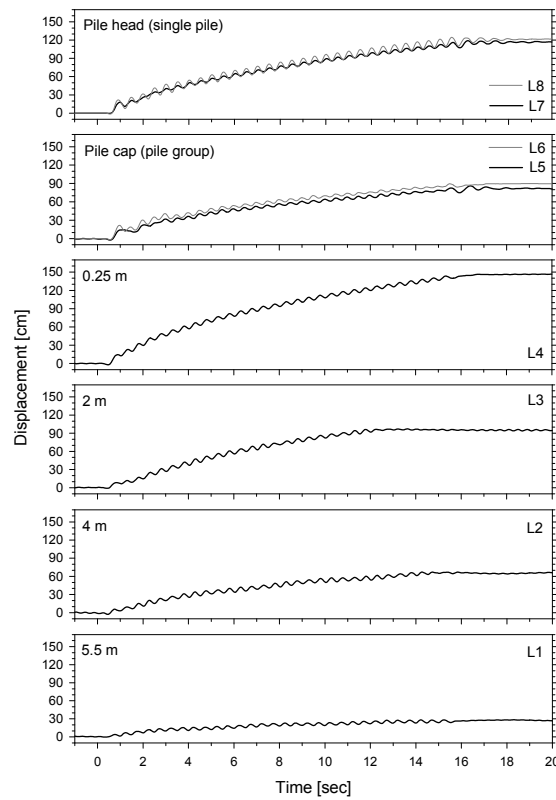 Pile head (single pile)
150
120
90
60
30
0
L8
L7
Pile cap (pile group)
150
120
90
60
30
0
L6
L5
0.25 m
150
120
90
60
30
0
L4
Displacement [cm]
2 m
150
120
90
60
30
0
L3
4 m
150
120
90
60
30
0
L2
5.5 m
150
120
90
60
30
0
L1
0 2 4 6 8 10 12 14 16 18 20
Time [sec]